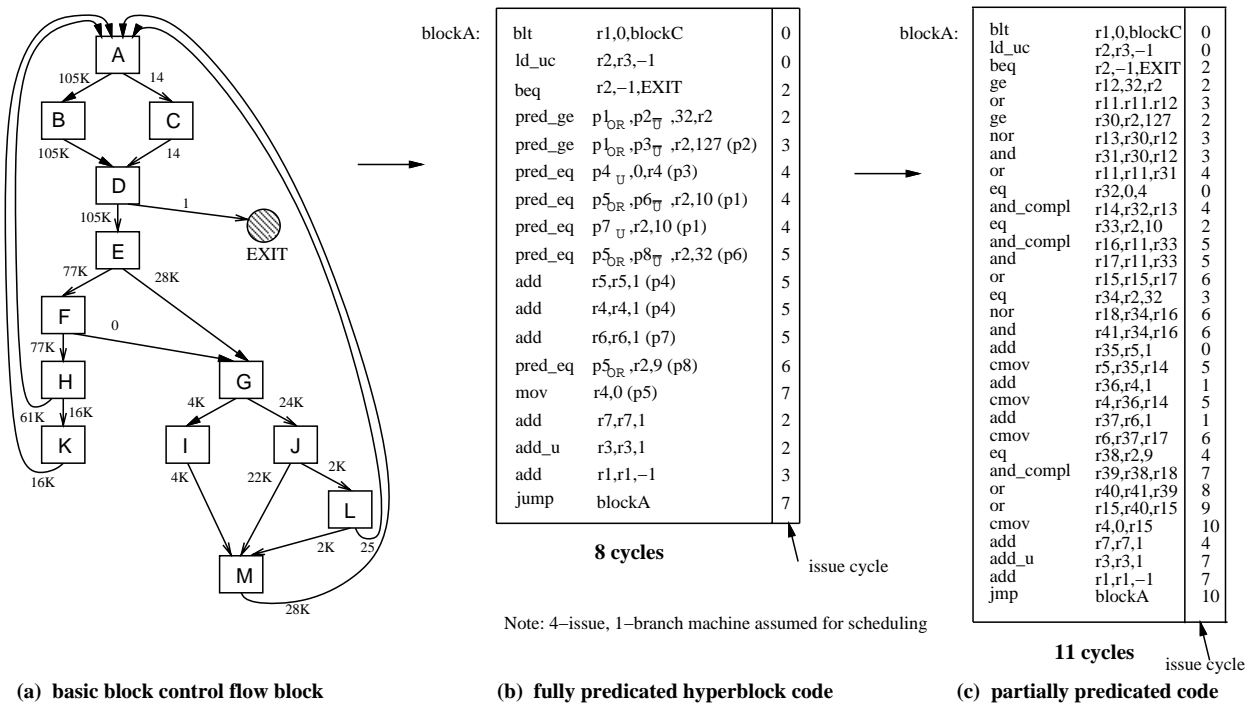 A
105K 14
B C
105K 14
D
105K 1
E
EXIT
77K 28K
F
0
77K
H G
61K 16K 4K 24K
K I J
16K 4K 22K 2K
L
2K 25
M
28K
(a) basic block control flow block
blockA:
blt r1,0,blockC 0
ld_uc r2,r3,−1 0
beq r2,−1,EXIT 2
pred_ge p1OR ,p2U̅ ,32,r2 2
pred_ge p1OR ,p3U̅ ,r2,127 (p2) 3
pred_eq p4 U ,0,r4 (p3) 4
pred_eq p5OR ,p6U̅ ,r2,10 (p1) 4
pred_eq p7 U ,r2,10 (p1) 4
pred_eq p5OR ,p8U̅ ,r2,32 (p6) 5
add r5,r5,1 (p4) 5
add r4,r4,1 (p4) 5
add r6,r6,1 (p7) 5
pred_eq p5OR ,r2,9 (p8) 6
mov r4,0 (p5) 7
add r7,r7,1 2
add_u r3,r3,1 2
add r1,r1,−1 3
jump blockA 7
8 cycles
issue cycle
Note: 4−issue, 1−branch machine assumed for scheduling
(b) fully predicated hyperblock code
blockA:
blt r1,0,blockC 0
ld_uc r2,r3,−1 0
beq r2,−1,EXIT 2
ge r12,32,r2 2
or r11.r11.r12 3
ge r30,r2,127 2
nor r13,r30,r12 3
and r31,r30,r12 3
or r11,r11,r31 4
eq r32,0,4 0
and_compl r14,r32,r13 4
eq r33,r2,10 2
and_compl r16,r11,r33 5
and r17,r11,r33 5
or r15,r15,r17 6
eq r34,r2,32 3
nor r18,r34,r16 6
and r41,r34,r16 6
add r35,r5,1 0
cmov r5,r35,r14 5
add r36,r4,1 1
cmov r4,r36,r14 5
add r37,r6,1 1
cmov r6,r37,r17 6
eq r38,r2,9 4
and_compl r39,r38,r18 7
or r40,r41,r39 8
or r15,r40,r15 9
cmov r4,0,r15 10
add r7,r7,1 4
add_u r3,r3,1 7
add r1,r1,−1 7
jmp blockA 10
11 cycles
issue cycle
(c) partially predicated code